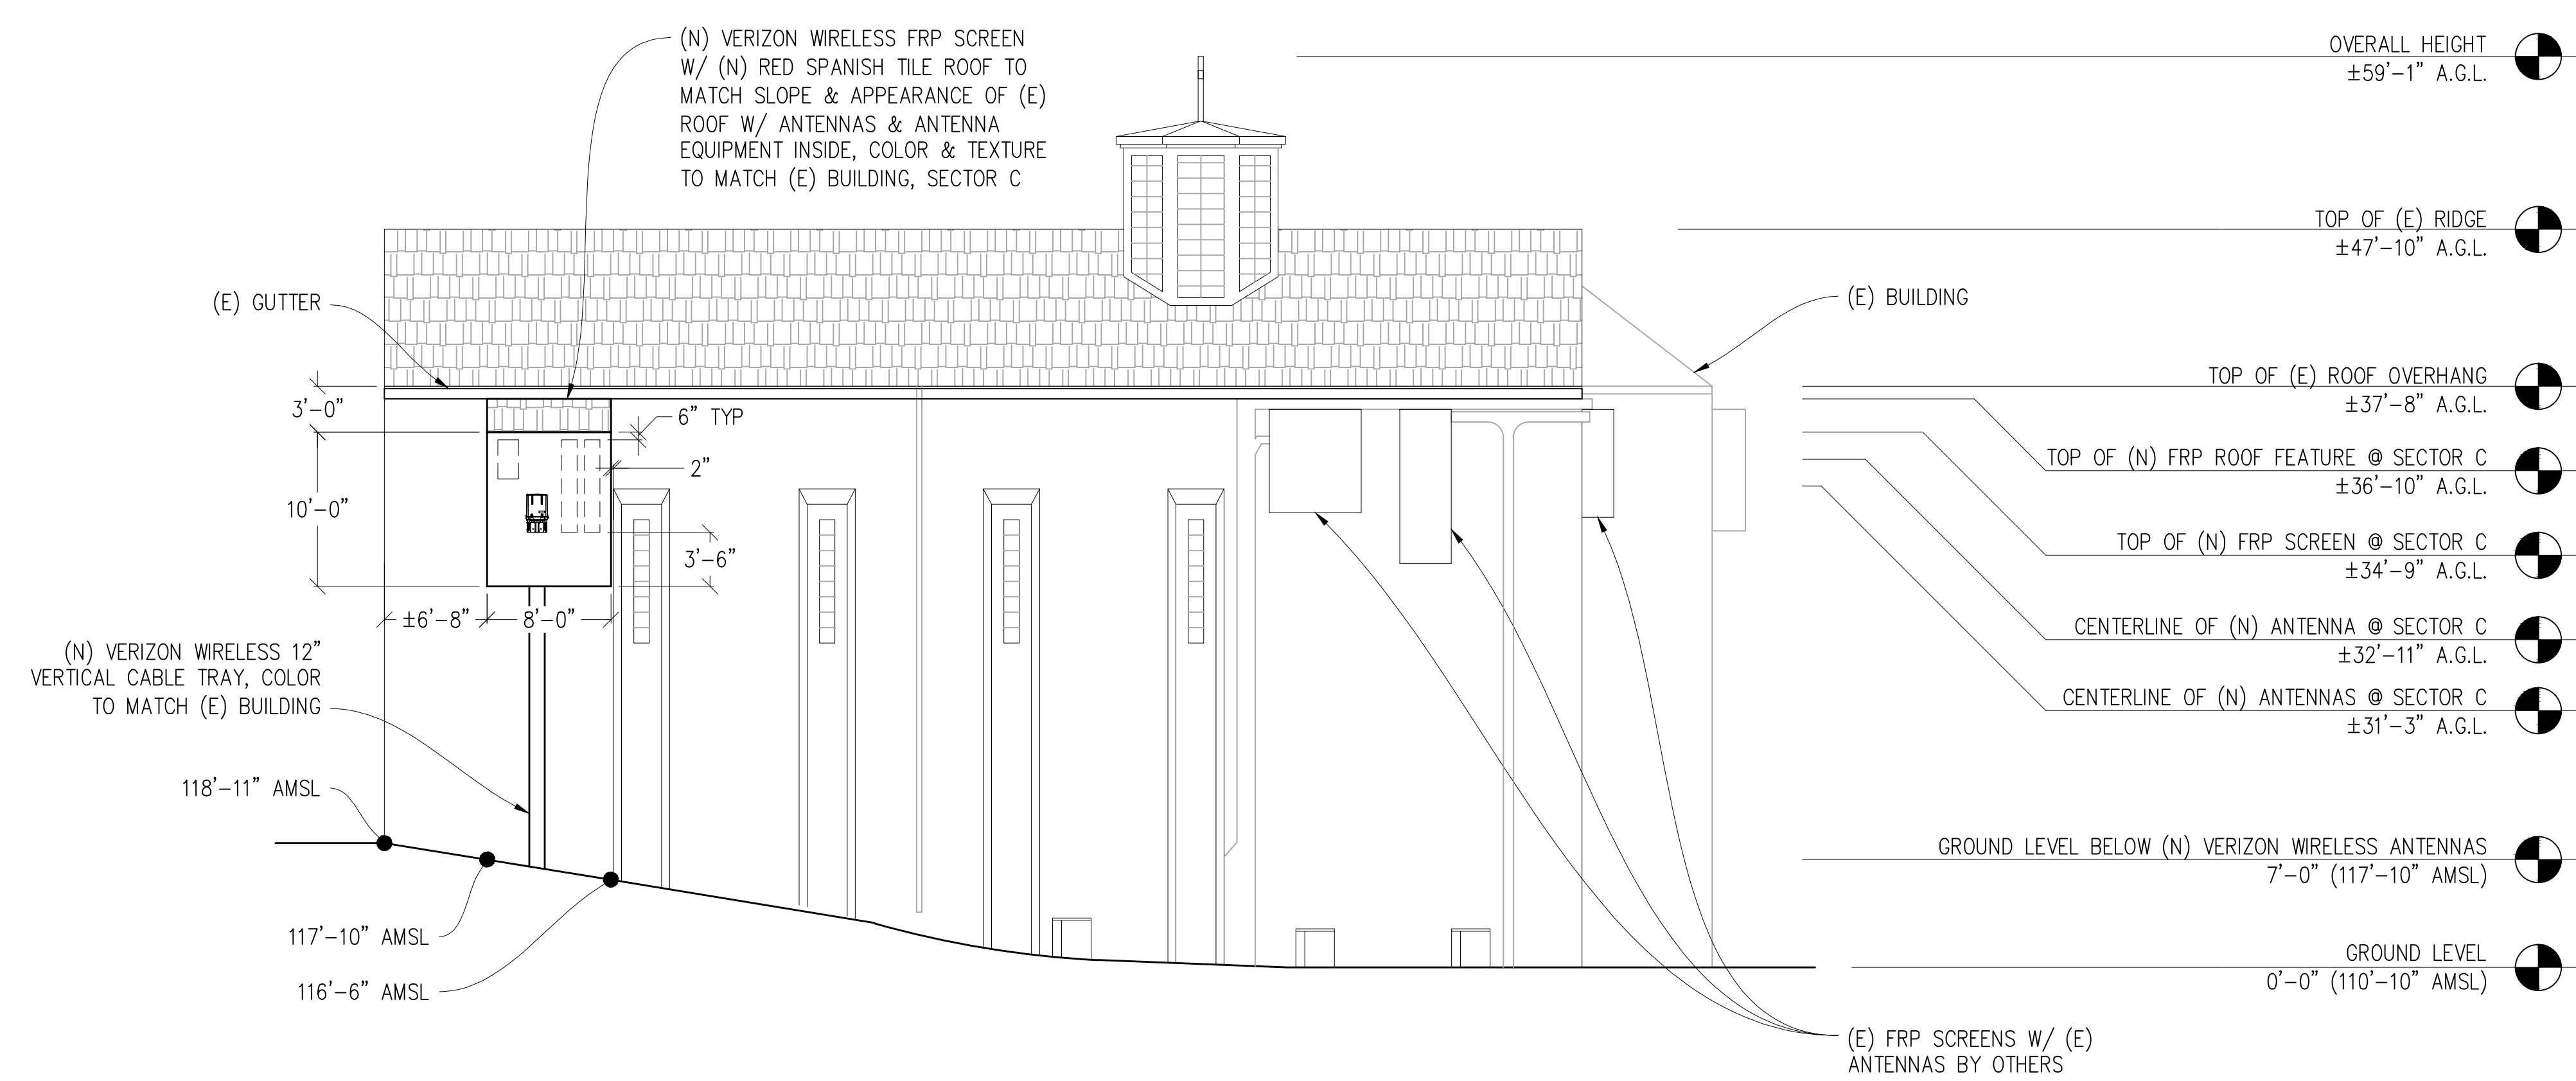 (N) VERIZON WIRELESS FRP SCREEN
W/ (N) RED SPANISH TILE ROOF TO
MATCH SLOPE & APPEARANCE OF (E)
ROOF W/ ANTENNAS & ANTENNA
EQUIPMENT INSIDE, COLOR & TEXTURE
TO MATCH (E) BUILDING, SECTOR C
OVERALL HEIGHT
±59'-1" A.G.L.
TOP OF (E) RIDGE
±47'-10" A.G.L.
(E) GUTTER
(E) BUILDING
TOP OF (E) ROOF OVERHANG
±37'-8" A.G.L.
3'-0"
6" TYP
2"
10'-0"
3'-6"
±6'-8"
8'-0"
TOP OF (N) FRP ROOF FEATURE @ SECTOR C
±36'-10" A.G.L.
TOP OF (N) FRP SCREEN @ SECTOR C
±34'-9" A.G.L.
CENTERLINE OF (N) ANTENNA @ SECTOR C
±32'-11" A.G.L.
CENTERLINE OF (N) ANTENNAS @ SECTOR C
±31'-3" A.G.L.
(N) VERIZON WIRELESS 12"
VERTICAL CABLE TRAY, COLOR
TO MATCH (E) BUILDING
118'-11" AMSL
117'-10" AMSL
116'-6" AMSL
GROUND LEVEL BELOW (N) VERIZON WIRELESS ANTENNAS
7'-0" (117'-10" AMSL)
GROUND LEVEL
0'-0" (110'-10" AMSL)
(E) FRP SCREENS W/ (E)
ANTENNAS BY OTHERS